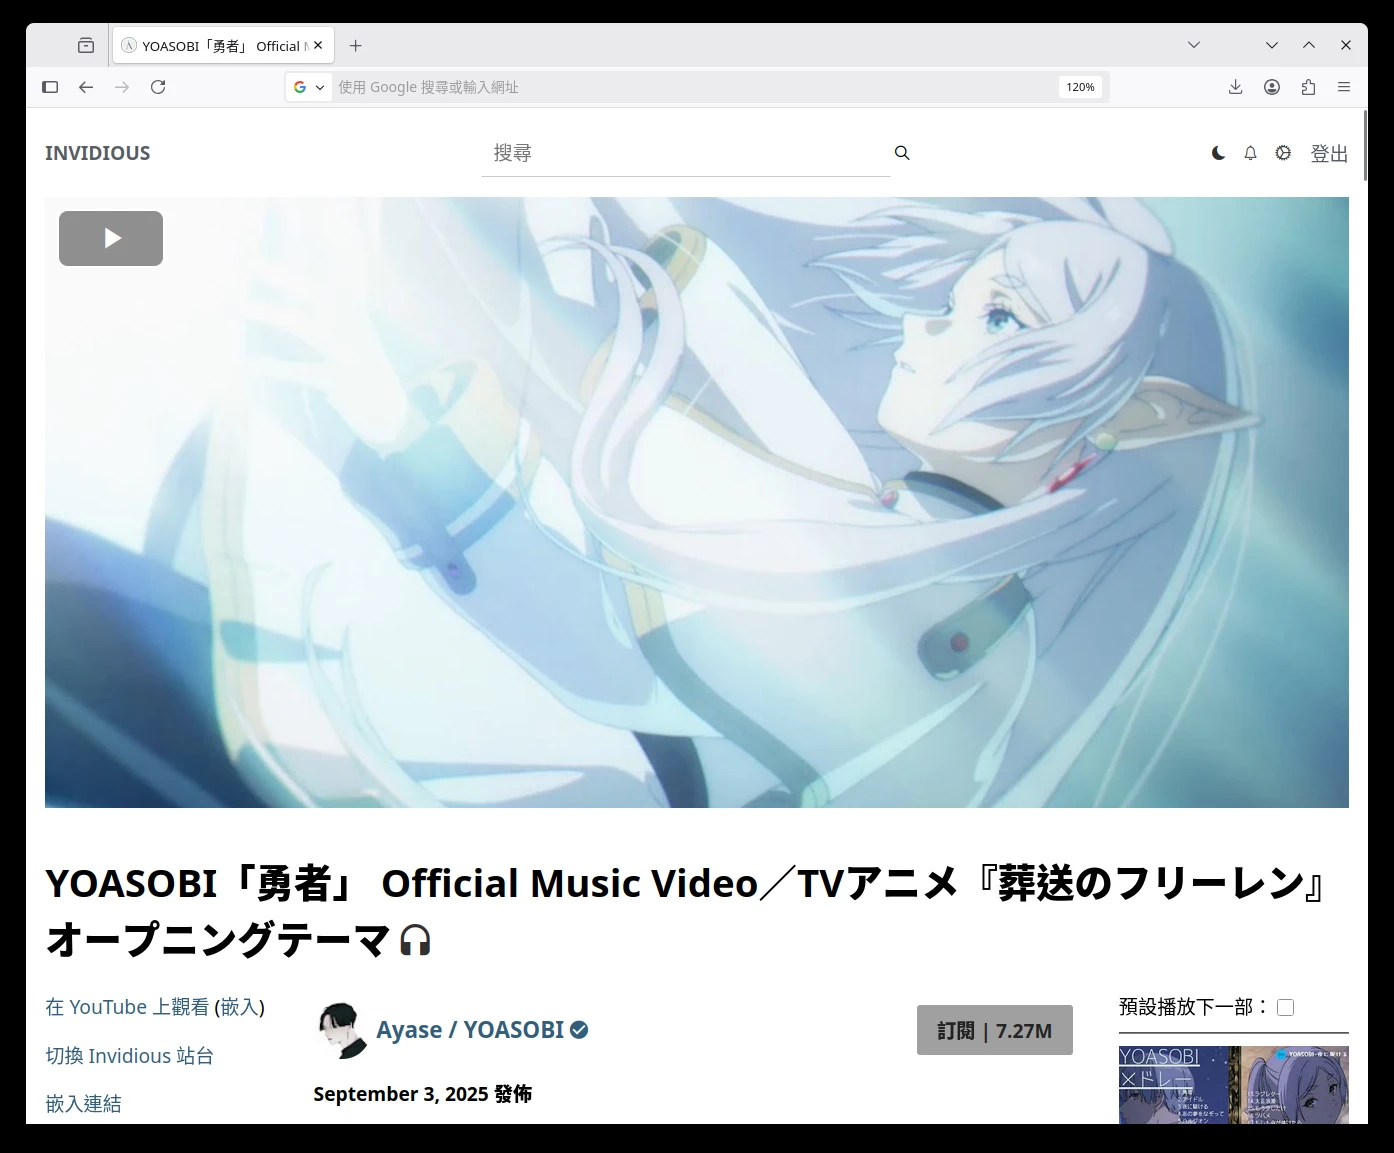 YOASOBI「勇者」 Official M
使用 Google 搜尋或輸入網址
120%
INVIDIOUS
搜尋
登出
YOASOBI「勇者」 Official Music Video／TVアニメ『葬送のフリーレン』
オープニングテーマ
在 YouTube 上觀看 (嵌入)
切換 Invidious 站台
嵌入連結
Ayase / YOASOBI
訂閱 | 7.27M
September 3, 2025 發佈
預設播放下一部：
YOASOBI
メドレー